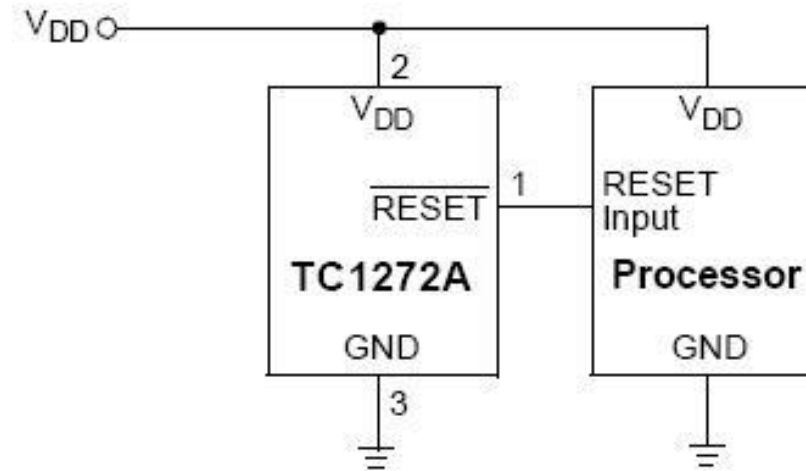 VDD
2
VDD
VDD
RESET
1
RESET
Input
TC1272A
Processor
GND
GND
3